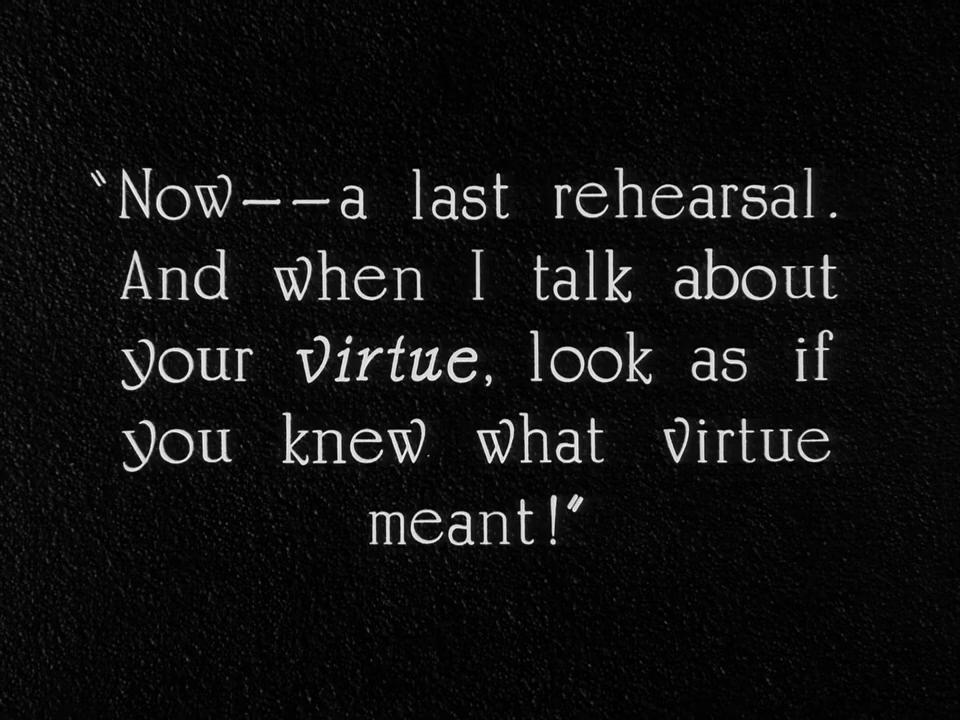 “Now——a last rehearsal.
And when I talk about
your virtue, look as if
you knew what virtue
meant!”